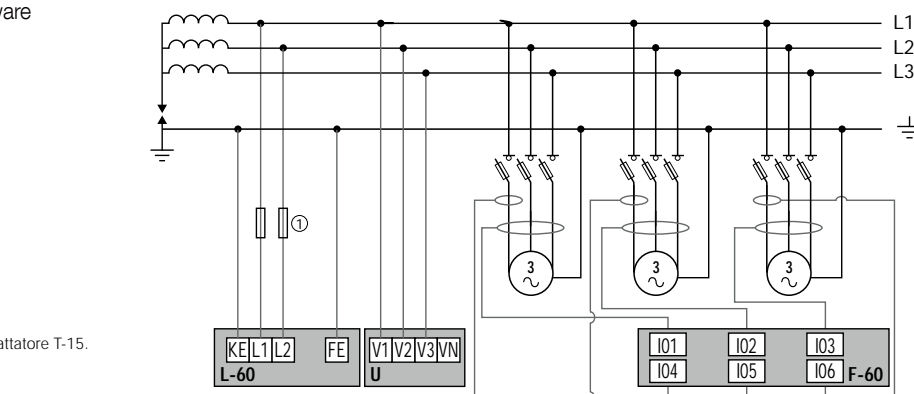 ware
L1
L2
L3
①
3
3
3
attatore T-15.
KE L1 L2 FE
L-60
V1 V2 V3 VN
U
I01 I02 I03
I04 I05 I06
F-60